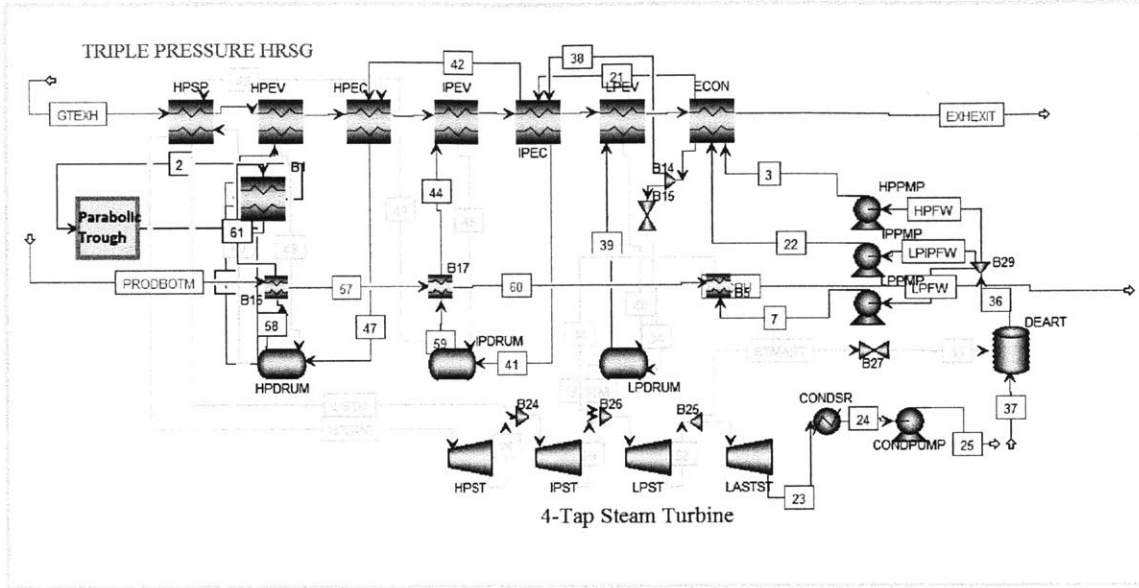 TRIPLE PRESSURE HRSG
42
38
21
HPSP
HPEV
HPEC
IPEV
LPEV
ECON
GTEXH
EXHEXIT
IPEC
2
B1
B14
B15
3
HPPMP
HPFW
Parabolic
Trough
44
61
39
22
IPPMP
LPIPFW
B29
PRODBOTM
B17
57
60
B5
LPPMP
LPFW
36
B16
58
47
59
7
DEART
IPDRUM
41
HPDRUM
LPDRUM
B27
B24
B26
B25
CONDSR
24
37
CONDPUMP
25
HPST
IPST
LPST
LASTST
23
4-Tap Steam Turbine